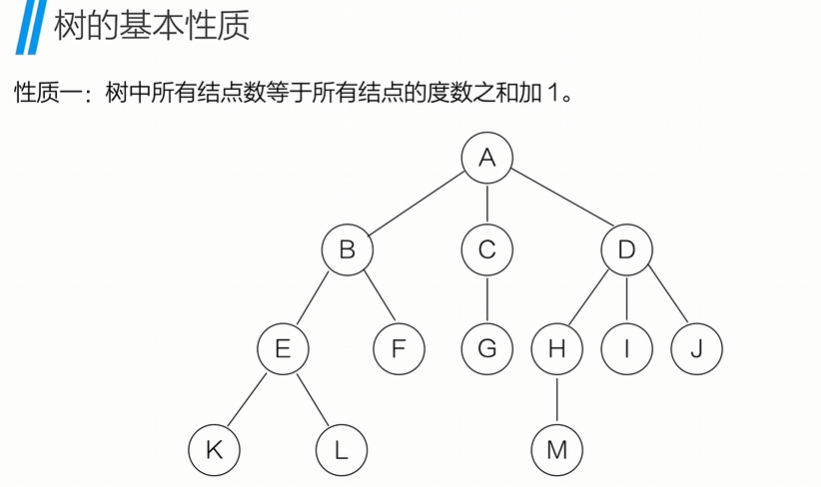 树的基本性质
性质一：树中所有结点数等于所有结点的度数之和加1。
A
B C D
E F G H I J
K L M